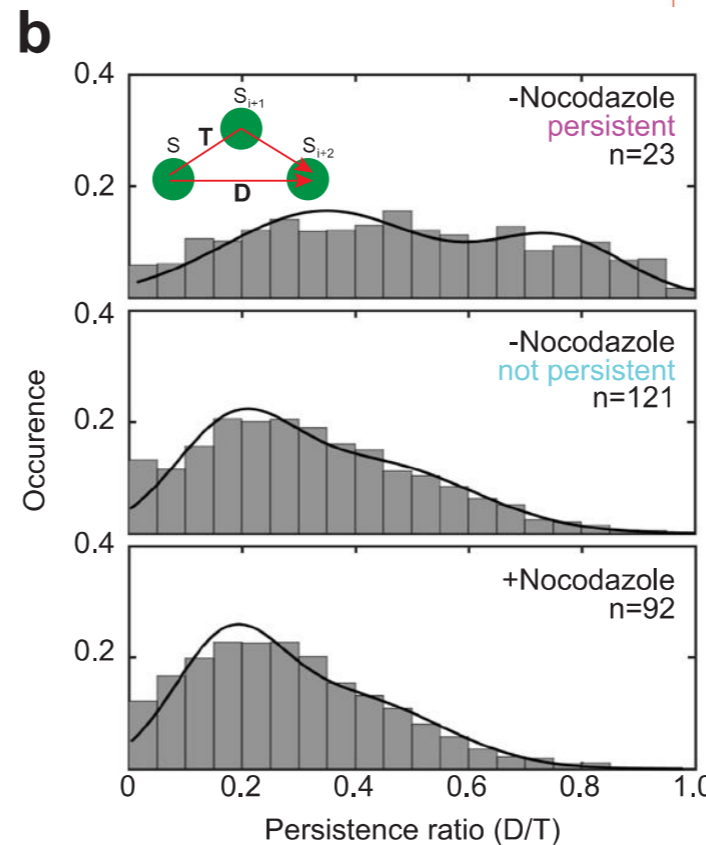 b
0.4
0.2
S
T
S i+1
S i+2
D
-Nocodazole
persistent
n=23
0.4
0.2
-Nocodazole
not persistent
n=121
Occurence
0.4
0.2
+Nocodazole
n=92
0
0.2
0.4
0.6
0.8
1.0
Persistence ratio (D/T)